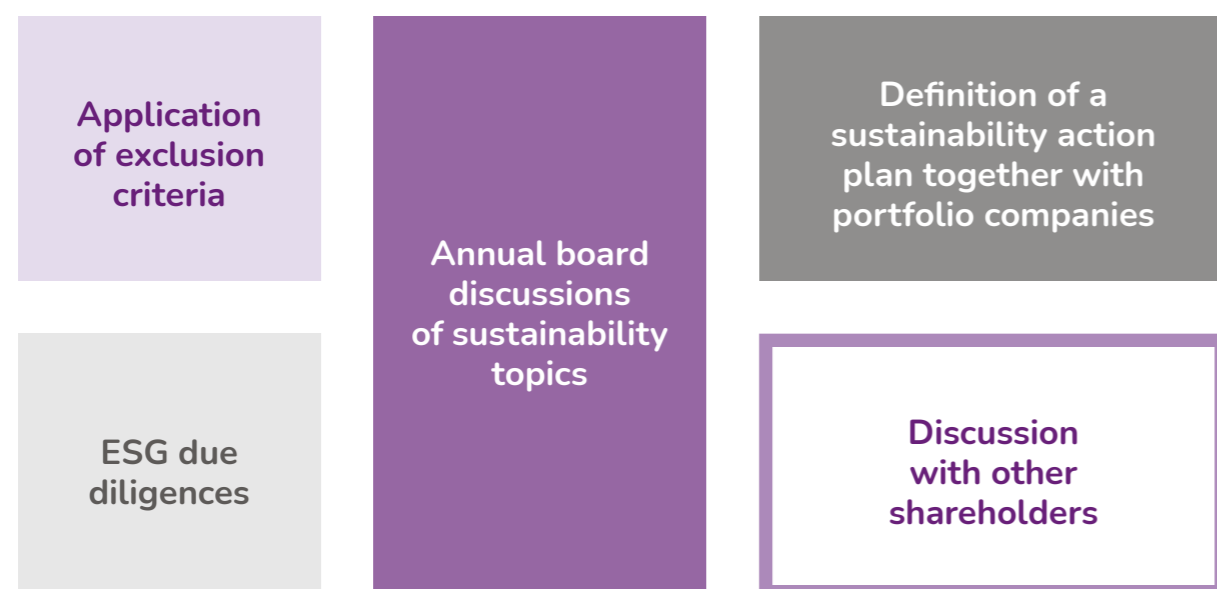 Application
of exclusion
criteria
ESG due
diligences
Annual board
discussions
of sustainability
topics
Definition of a
sustainability action
plan together with
portfolio companies
Discussion
with other
shareholders